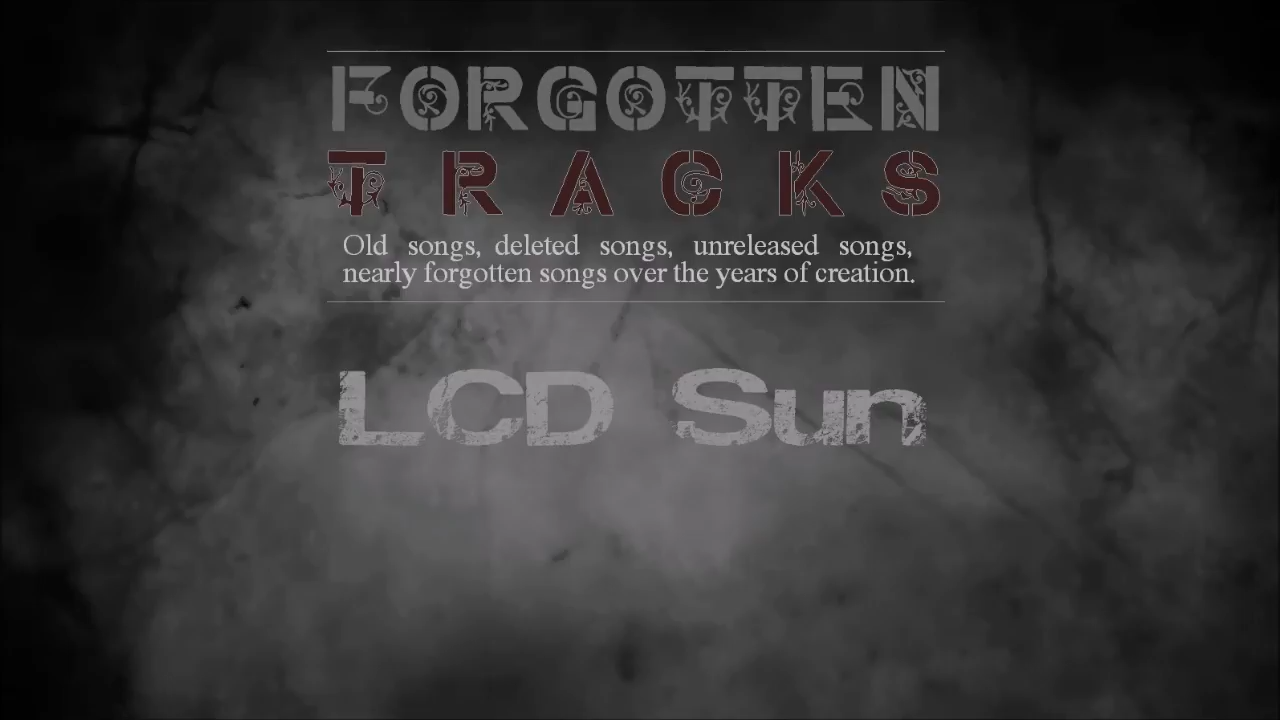 FORGOTTEN
TRACKS
Old songs, deleted songs, unreleased songs,
nearly forgotten songs over the years of creation.
LCD Sun